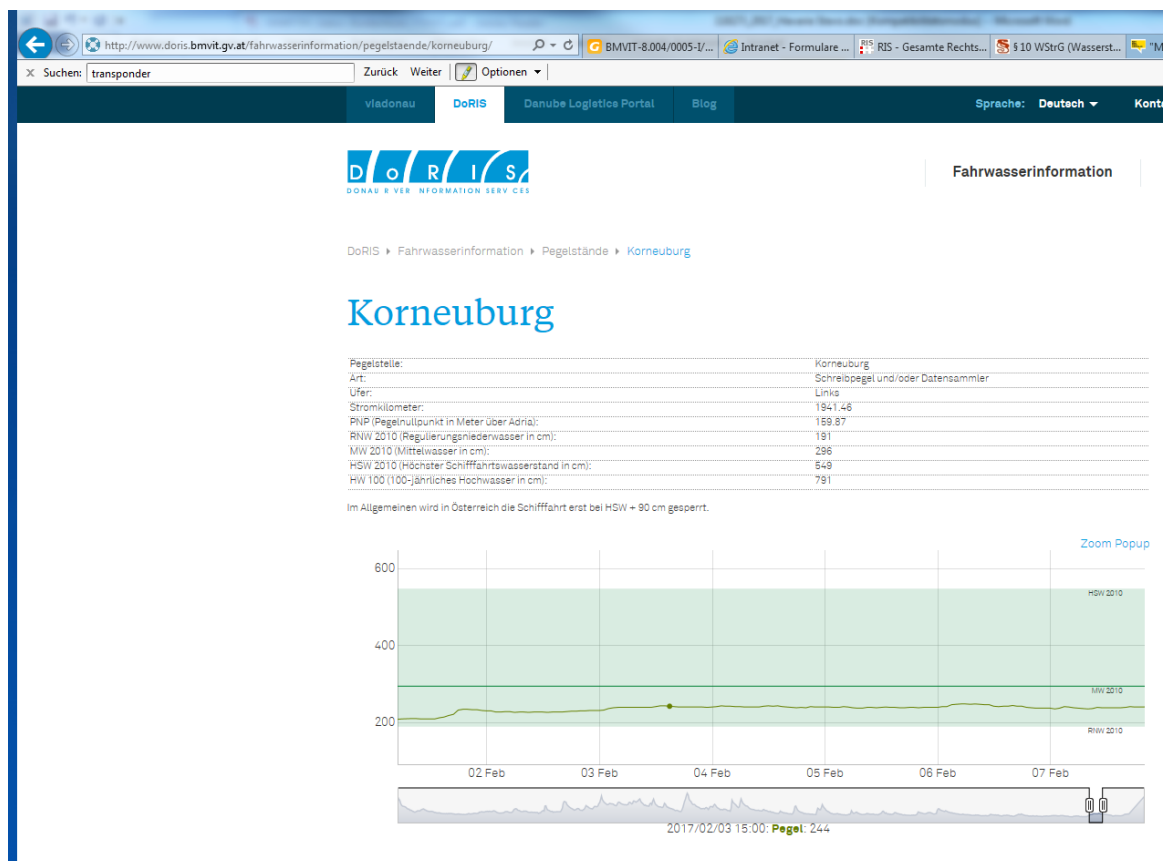 http://www.doris.bmvit.gv.at/fahrwasserinformation/pegelstaende/korneuburg/
BMVIT-8.004/0005-I/... Intranet - Formulare ... RIS - Gesamte Rechts... § 10 WStrG (Wasserst... "M
x Suchen: transponder Zurück Weiter Optionen
viadonau DoRIS Danube Logistics Portal Blog Sprache: Deutsch Konta
DoRIS
DONAU R VER NFORMATION SERV CES
Fahrwasserinformation
DoRIS Fahrwasserinformation Pegelstände Korneuburg
Korneuburg
Pegelstelle: Korneuburg
Art: Schreibpegel und/oder Datensammler
Ufer: Links
Stromkilometer: 1941.46
PNP (Pegelnullpunkt in Meter über Adria): 159.87
RNW 2010 (Regulierungsniederwasser in cm): 191
MW 2010 (Mittelwasser in cm): 296
HSW 2010 (Höchster Schifffahrtswasserstand in cm): 549
HW 100 (100-jährliches Hochwasser in cm): 791
Im Allgemeinen wird in Österreich die Schifffahrt erst bei HSW + 90 cm gesperrt.
Zoom Popup
600
HSW 2010
400
MW 2010
200
RNW 2010
02 Feb 03 Feb 04 Feb 05 Feb 06 Feb 07 Feb
2017/02/03 15:00: Pegel: 244